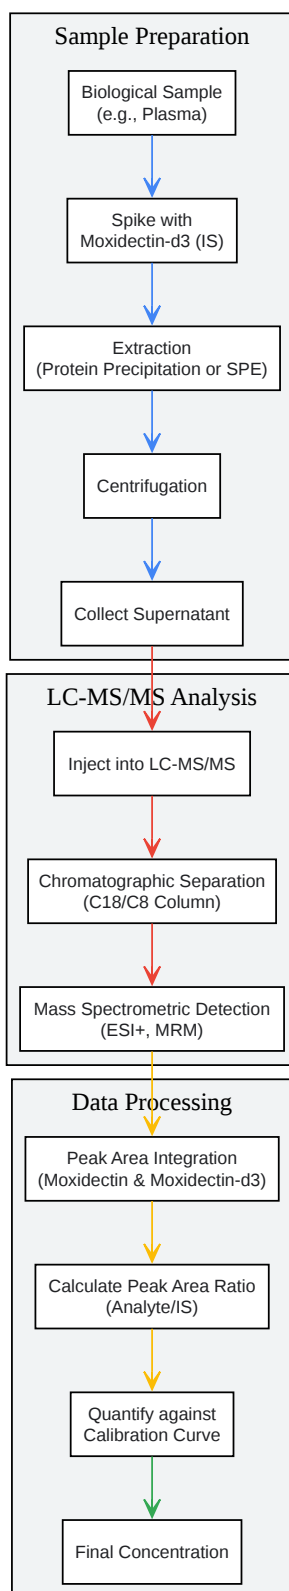 Sample Preparation
Biological Sample
(e.g., Plasma)
Spike with
Moxidectin-d3 (IS)
Extraction
(Protein Precipitation or SPE)
Centrifugation
Collect Supernatant
LC-MS/MS Analysis
Inject into LC-MS/MS
Chromatographic Separation
(C18/C8 Column)
Mass Spectrometric Detection
(ESI+, MRM)
Data Processing
Peak Area Integration
(Moxidectin & Moxidectin-d3)
Calculate Peak Area Ratio
(Analyte/IS)
Quantify against
Calibration Curve
Final Concentration